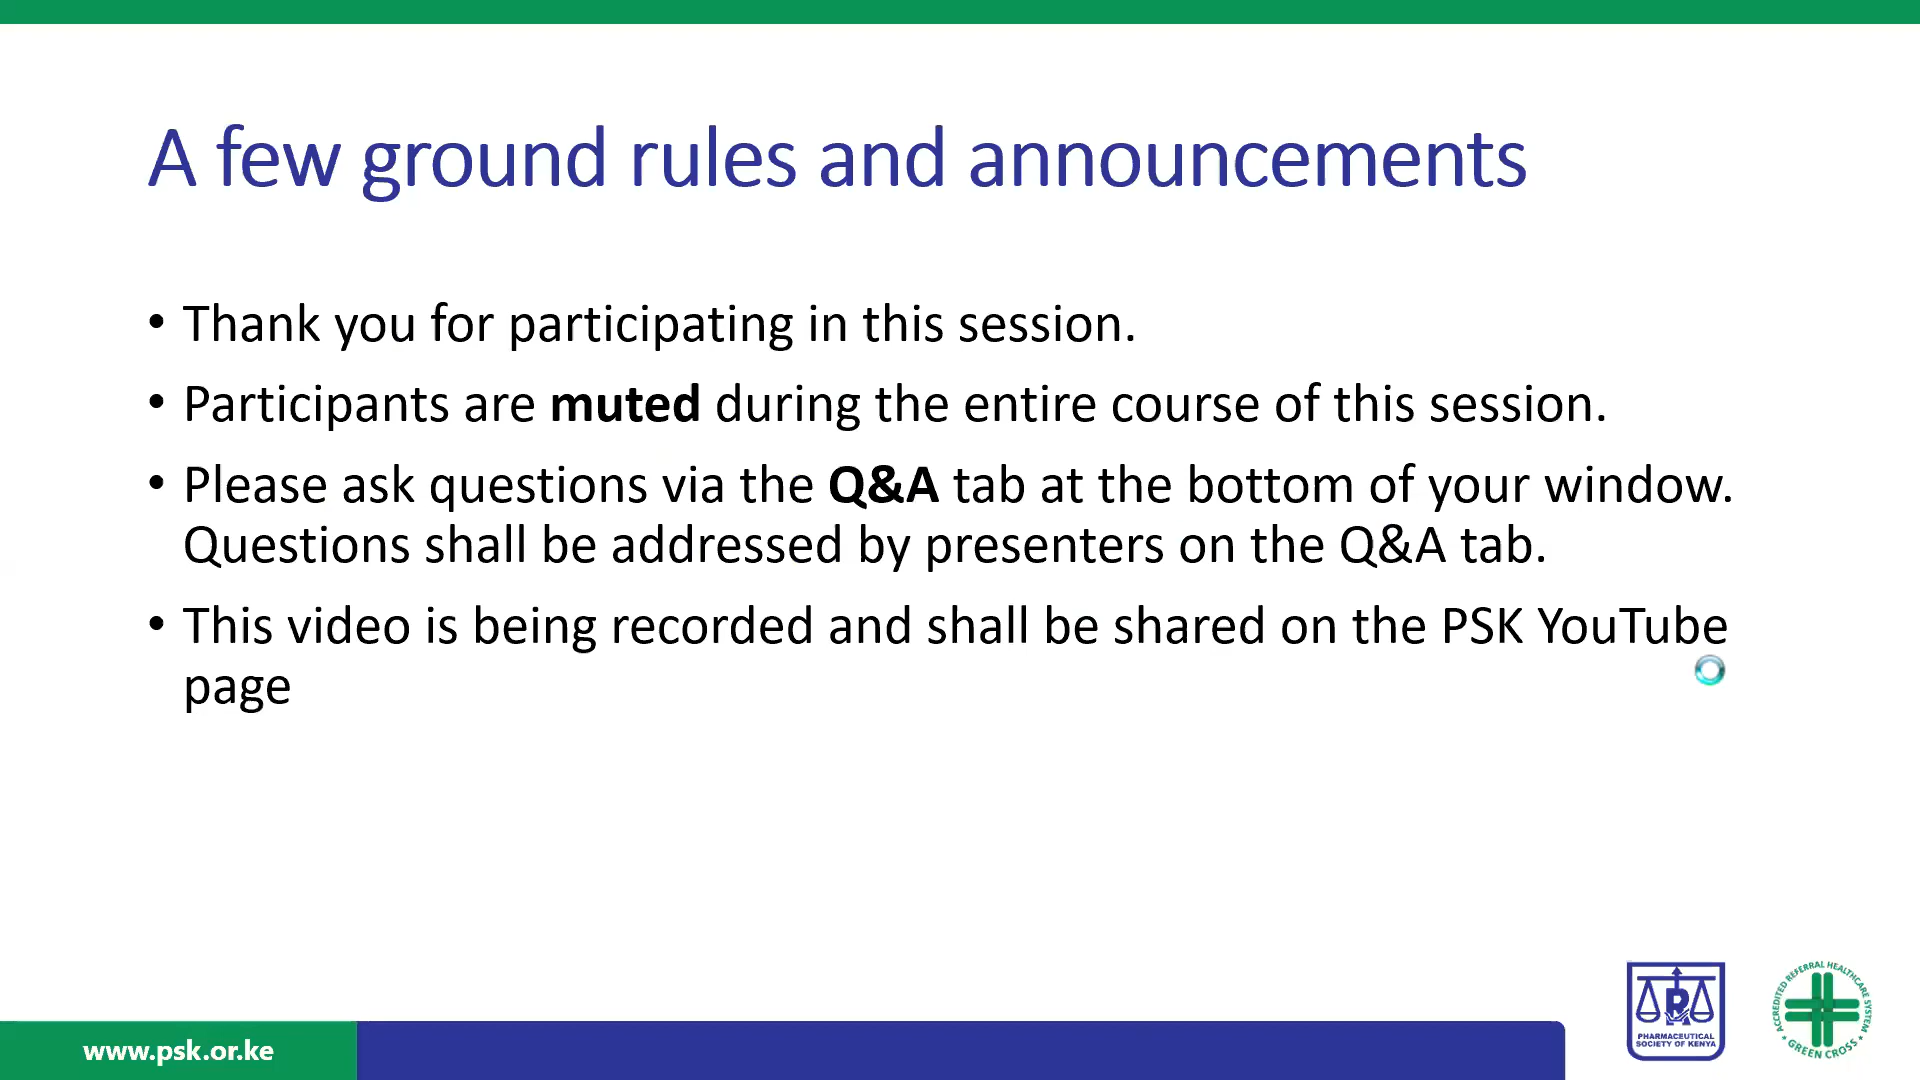 A few ground rules and announcements
• Thank you for participating in this session.
• Participants are muted during the entire course of this session.
• Please ask questions via the Q&A tab at the bottom of your window.
Questions shall be addressed by presenters on the Q&A tab.
• This video is being recorded and shall be shared on the PSK YouTube
page
www.psk.or.ke
PHARMACEUTICAL
SOCIETY OF KENYA
ACCREDITED REFERRAL HEALTHCARE SYSTEM
GREEN CROSS